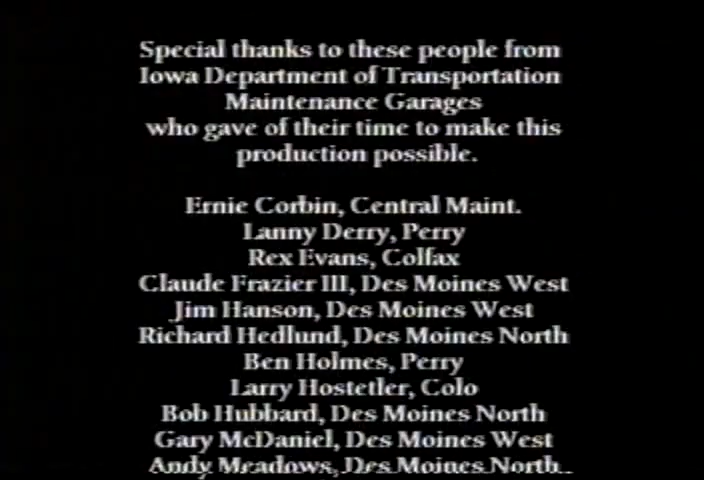 Special thanks to these people from
Iowa Department of Transportation
Maintenance Garages
who gave of their time to make this
production possible.
Ernie Corbin, Central Maint.
Lanny Derry, Perry
Rex Evans, Colfax
Claude Frazier III, Des Moines West
Jim Hanson, Des Moines West
Richard Hedlund, Des Moines North
Ben Holmes, Perry
Larry Hostetler, Colo
Bob Hubbard, Des Moines North
Gary McDaniel, Des Moines West
Andy Meadows, Des Moines North